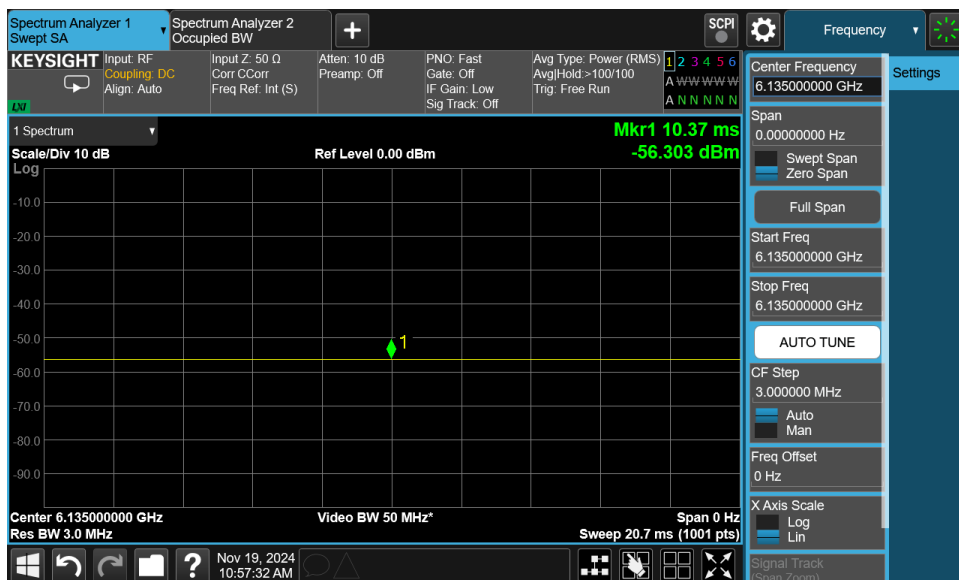 Spectrum Analyzer 1
Swept SA
Spectrum Analyzer 2
Occupied BW
SCPI
Frequency
KEYSIGHT
LXI
Input: RF
Coupling: DC
Align: Auto
Input Z: 50 Ω
Corr CCorr
Freq Ref: Int (S)
Atten: 10 dB
Preamp: Off
PNO: Fast
Gate: Off
IF Gain: Low
Sig Track: Off
Avg Type: Power (RMS)
Avg|Hold:>100/100
Trig: Free Run
1 2 3 4 5 6
A W W W W W
A N N N N N
1 Spectrum
Mkr1 10.37 ms
Scale/Div 10 dB
Ref Level 0.00 dBm
-56.303 dBm
Log
-10.0
-20.0
-30.0
-40.0
-50.0
1
-60.0
-70.0
-80.0
-90.0
Center 6.135000000 GHz
Video BW 50 MHz*
Span 0 Hz
Res BW 3.0 MHz
Sweep 20.7 ms (1001 pts)
?
Nov 19, 2024
10:57:32 AM
Center Frequency
6.135000000 GHz
Settings
Span
0.00000000 Hz
Swept Span
Zero Span
Full Span
Start Freq
6.135000000 GHz
Stop Freq
6.135000000 GHz
AUTO TUNE
CF Step
3.000000 MHz
Auto
Man
Freq Offset
0 Hz
X Axis Scale
Log
Lin
Signal Track
(Span Zoom)